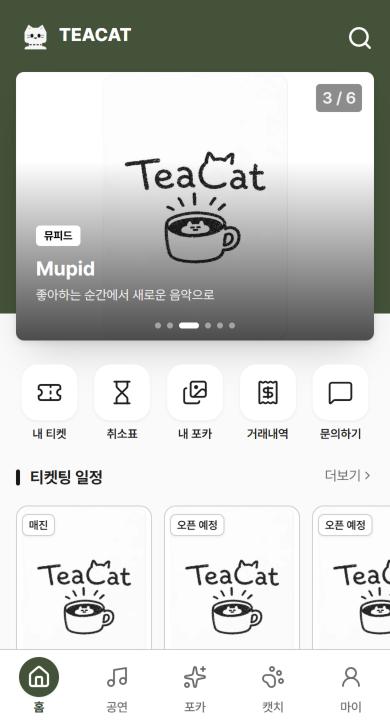 TEACAT
3 / 6
TeaCat
뮤피드
Mupid
좋아하는 순간에서 새로운 음악으로
내 티켓
취소표
내 포카
거래내역
문의하기
티켓팅 일정
더보기
매진
오픈 예정
오픈 예정
TeaCat
TeaCat
TeaC
홈
공연
포카
캣치
마이